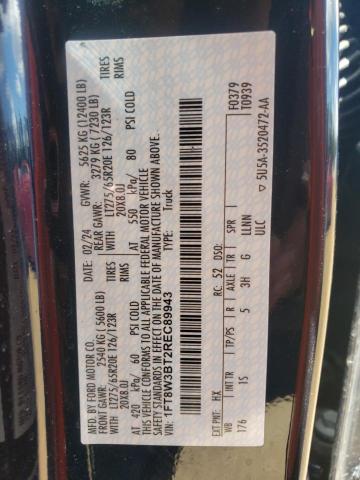 MFD. BY FORD MOTOR CO.
DATE: 02/24 GVWR: 5625 KG (12400 LB)
FRONT GAWR: 2540 KG (5600 LB) REAR GAWR: 3279 KG (7230 LB)
WITH LT275/65R20E 126/123R TIRES WITH LT275/65R20E 126/123R TIRES
20X8.0J RIMS 20X8.0J RIMS
AT 420 kPa/ 60 PSI COLD AT 550 kPa/ 80 PSI COLD
THIS VEHICLE CONFORMS TO ALL APPLICABLE FEDERAL MOTOR VEHICLE
SAFETY STANDARDS IN EFFECT ON THE DATE OF MANUFACTURE SHOWN ABOVE.
VIN: 1FT8W3BT2REC89943
TYPE: Truck
F0379
T0939
EXT PNT: HX RC: 52 DSO:
WB INT TR TP/PS R AXLE TR SPR
176 15 5 3H G LLNN
ULC
5U5A-3520472-AA